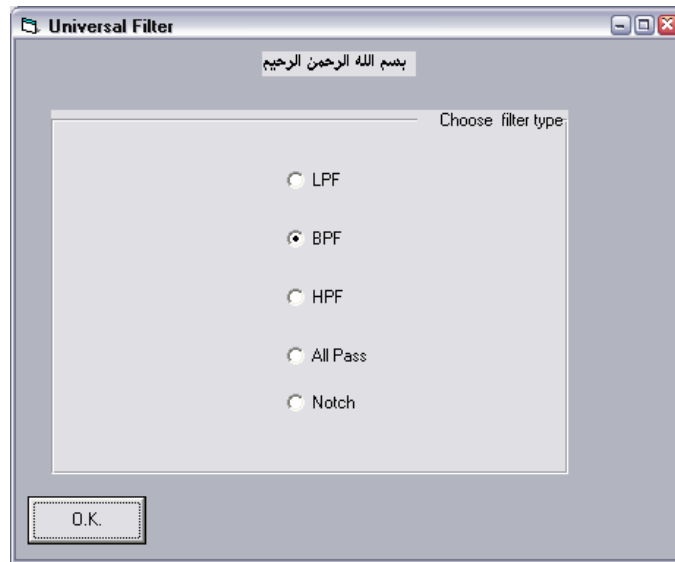 Universal Filter
بسم الله الرحمن الرحيم
Choose filter type
LPF
BPF
HPF
All Pass
Notch
O.K.